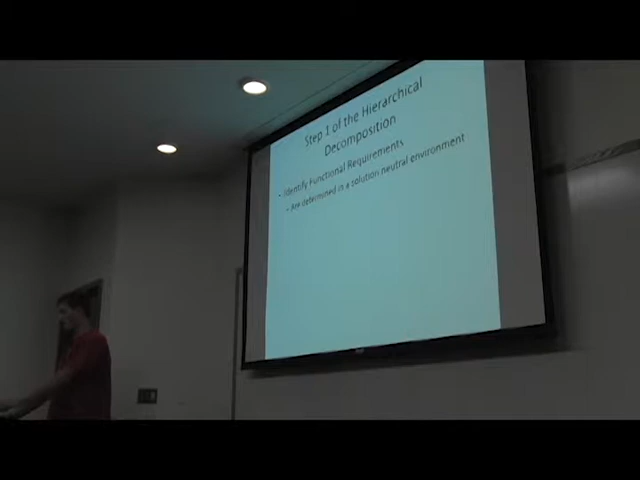 Step 1 of the Hierarchical
Decomposition
• Identify Functional Requirements
• Are determined in a solution neutral environment